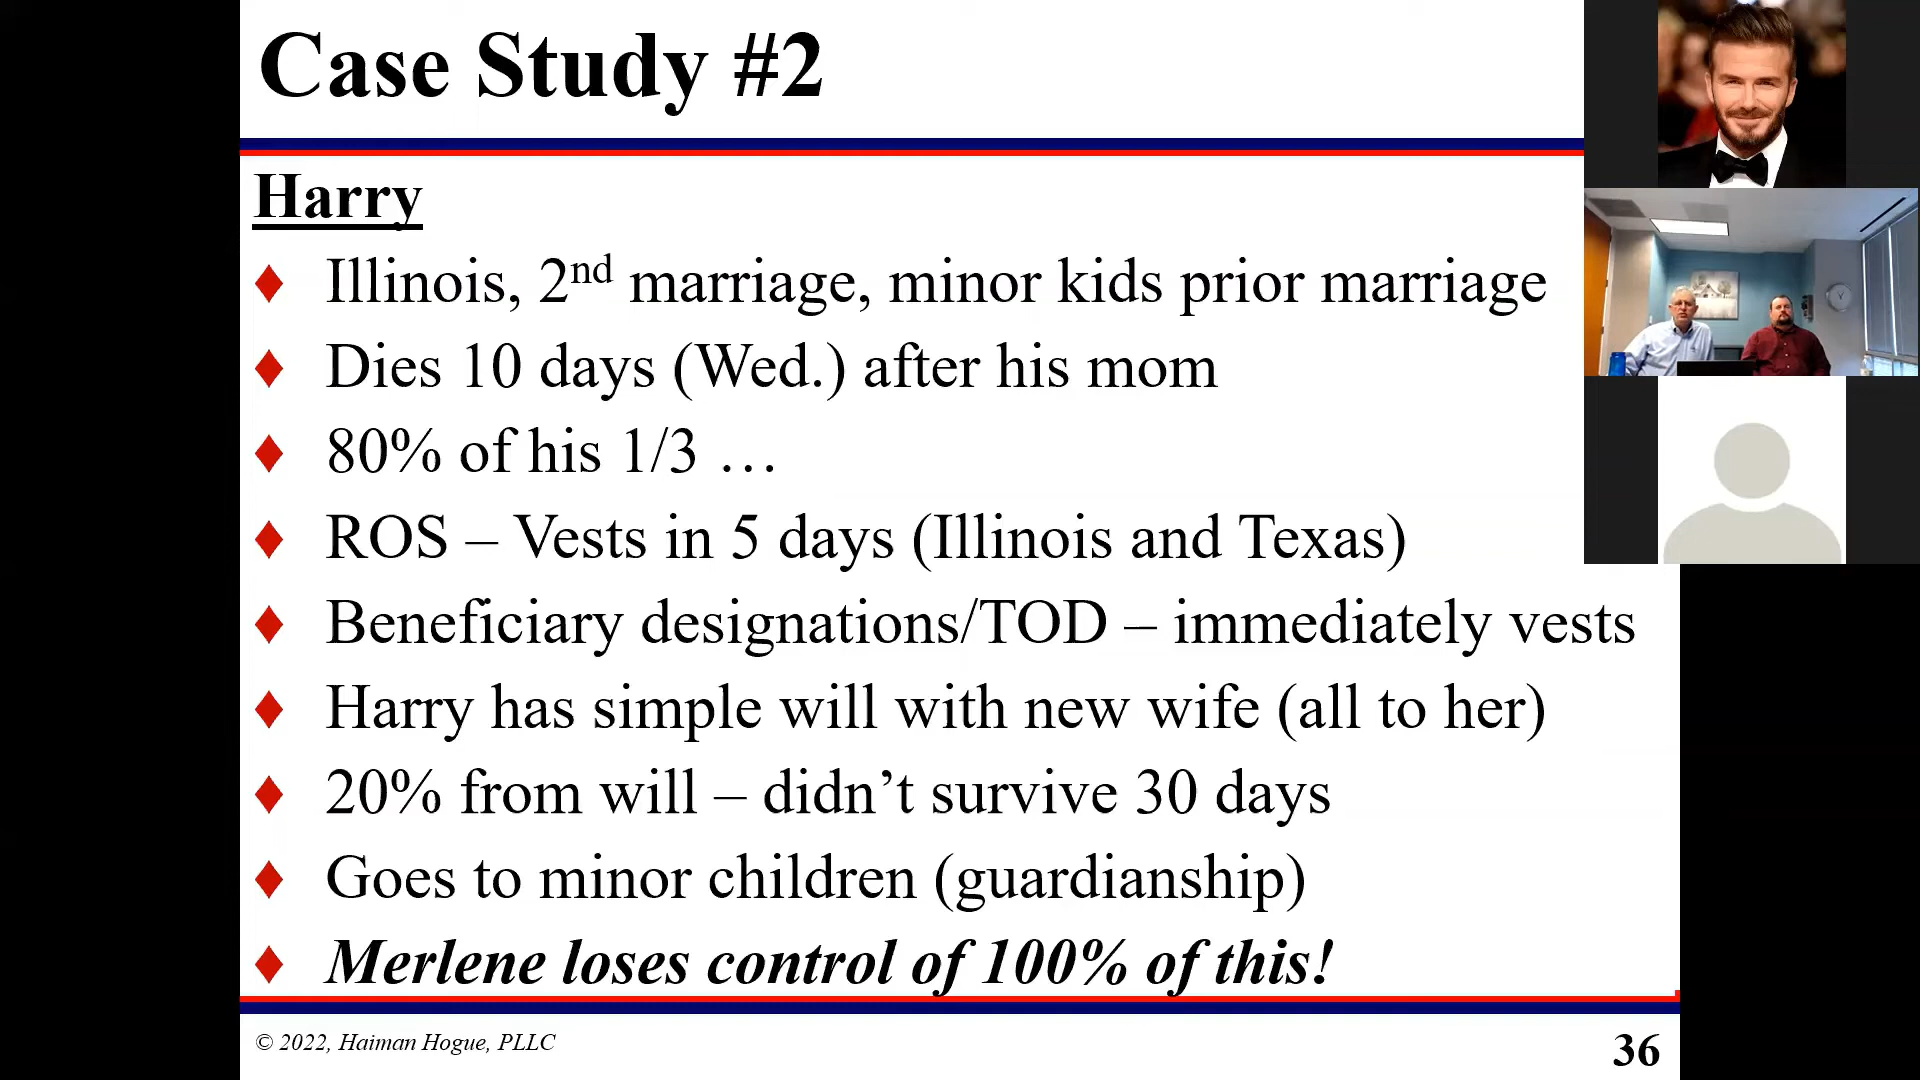 Case Study #2
Harry
♦ Illinois, 2nd marriage, minor kids prior marriage
♦ Dies 10 days (Wed.) after his mom
♦ 80% of his 1/3 …
♦ ROS – Vests in 5 days (Illinois and Texas)
♦ Beneficiary designations/TOD – immediately vests
♦ Harry has simple will with new wife (all to her)
♦ 20% from will – didn’t survive 30 days
♦ Goes to minor children (guardianship)
♦ Merlene loses control of 100% of this!
© 2022, Haiman Hogue, PLLC
36